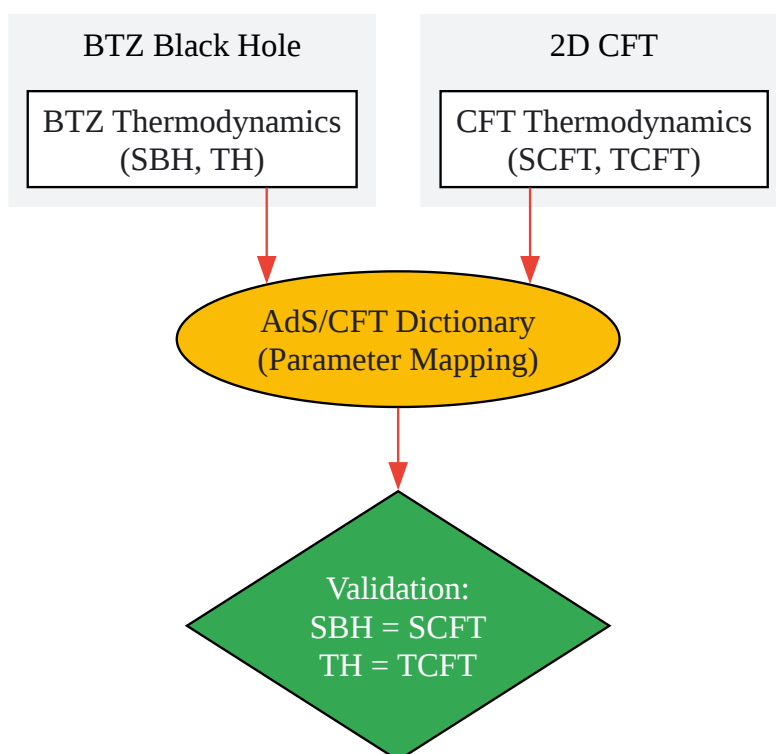 BTZ Black Hole
2D CFT
BTZ Thermodynamics
(SBH, TH)
CFT Thermodynamics
(SCFT, TCFT)
AdS/CFT Dictionary
(Parameter Mapping)
Validation:
SBH = SCFT
TH = TCFT